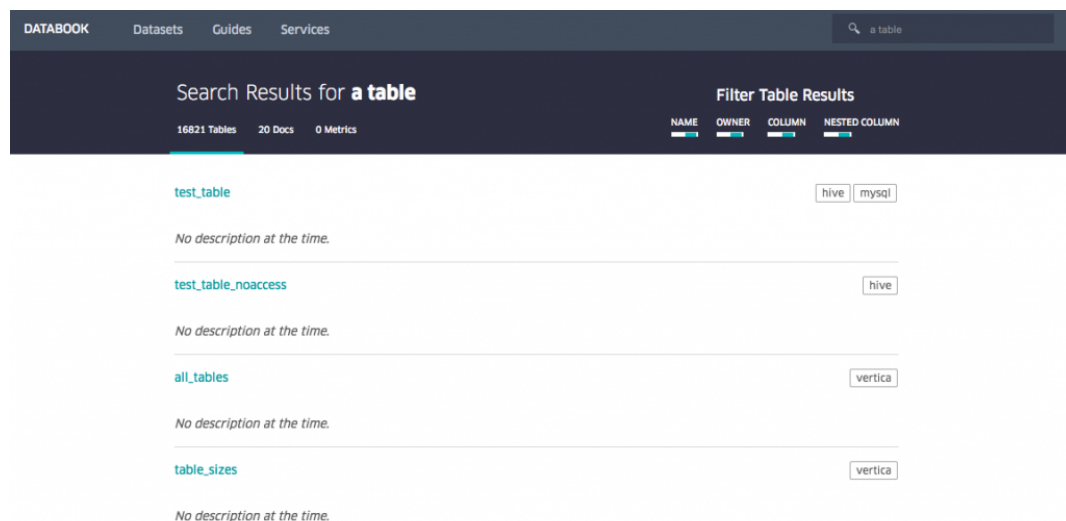 DATABOOK Datasets Guides Services a table
Search Results for a table
16821 Tables 20 Docs 0 Metrics
Filter Table Results
NAME OWNER COLUMN NESTED COLUMN
test_table hive mysql
No description at the time.
test_table_noaccess hive
No description at the time.
all_tables vertica
No description at the time.
table_sizes vertica
No description at the time.